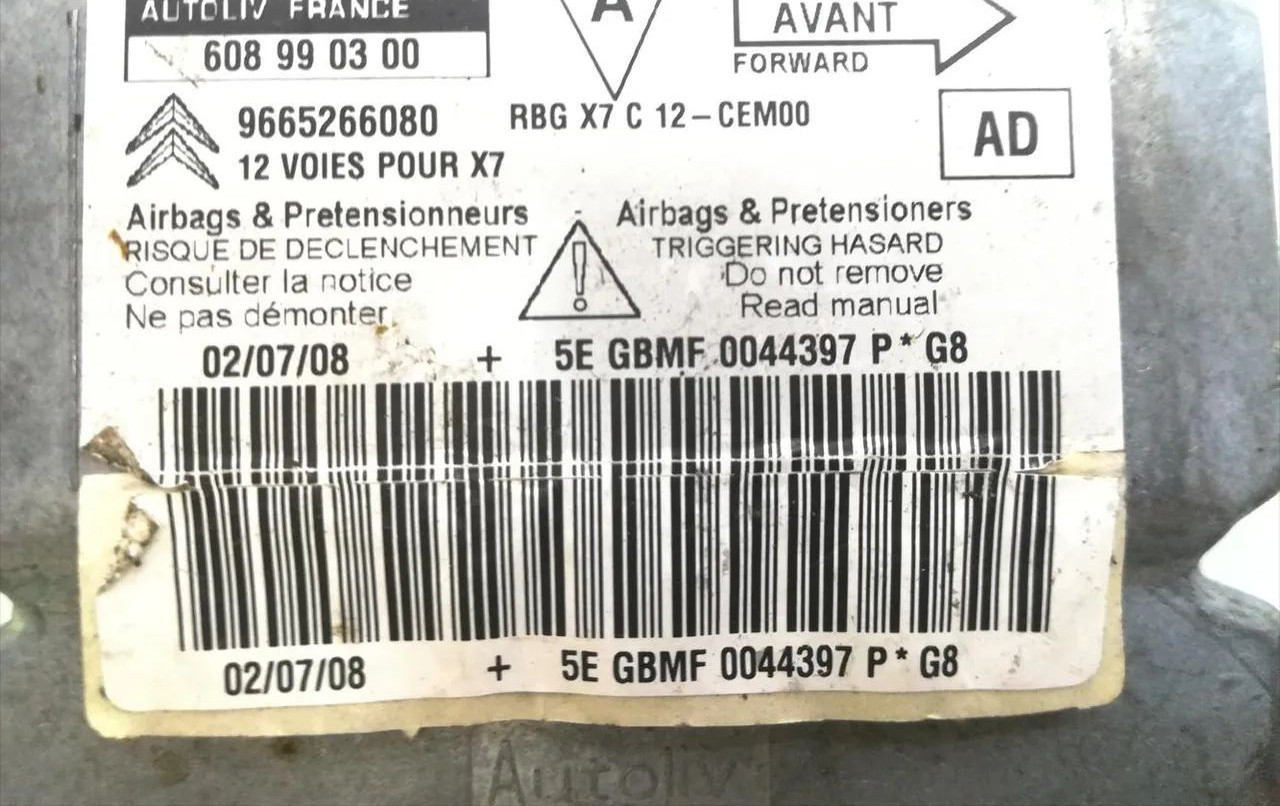 AUTOLIV FRANCE
608 99 03 00
A
AVANT
FORWARD
9665266080
RBG X7 C 12-CEM00
12 VOIES POUR X7
AD
Airbags & Pretensionneurs
RISQUE DE DECLENCHEMENT
Consulter la notice
Ne pas démonter
Airbags & Pretensioners
TRIGGERING HASARD
Do not remove
Read manual
02/07/08 + 5E GBMF 0044397 P* G8
02/07/08 + 5E GBMF 0044397 P* G8
Autoliv